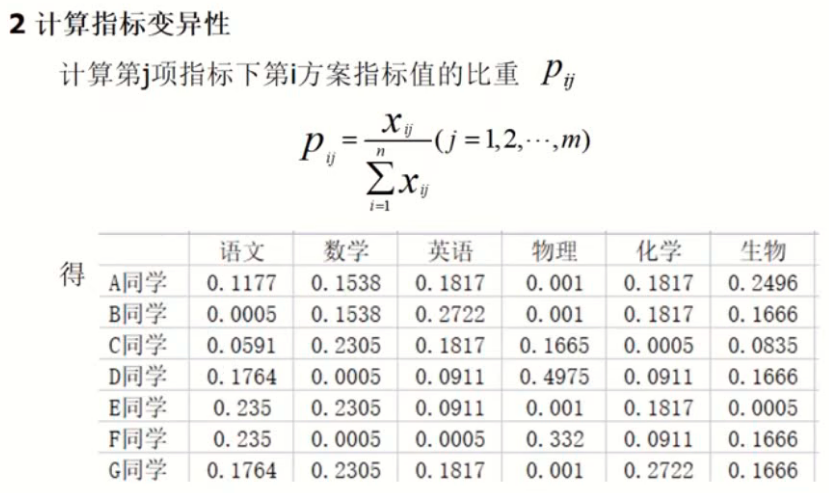 2 计算指标变异性
计算第j项指标下第i方案指标值的比重 p_{ij}
p_{ij} = \frac{x_{ij}}{\sum_{i=1}^{n} x_{ij}} (j = 1,2,⋯,m)
得
语文 数学 英语 物理 化学 生物
A同学 0.1177 0.1538 0.1817 0.001 0.1817 0.2496
B同学 0.0005 0.1538 0.2722 0.001 0.1817 0.1666
C同学 0.0591 0.2305 0.1817 0.1665 0.0005 0.0835
D同学 0.1764 0.0005 0.0911 0.4975 0.0911 0.1666
E同学 0.235 0.2305 0.0911 0.001 0.1817 0.0005
F同学 0.235 0.0005 0.0005 0.332 0.0911 0.1666
G同学 0.1764 0.2305 0.1817 0.001 0.2722 0.1666